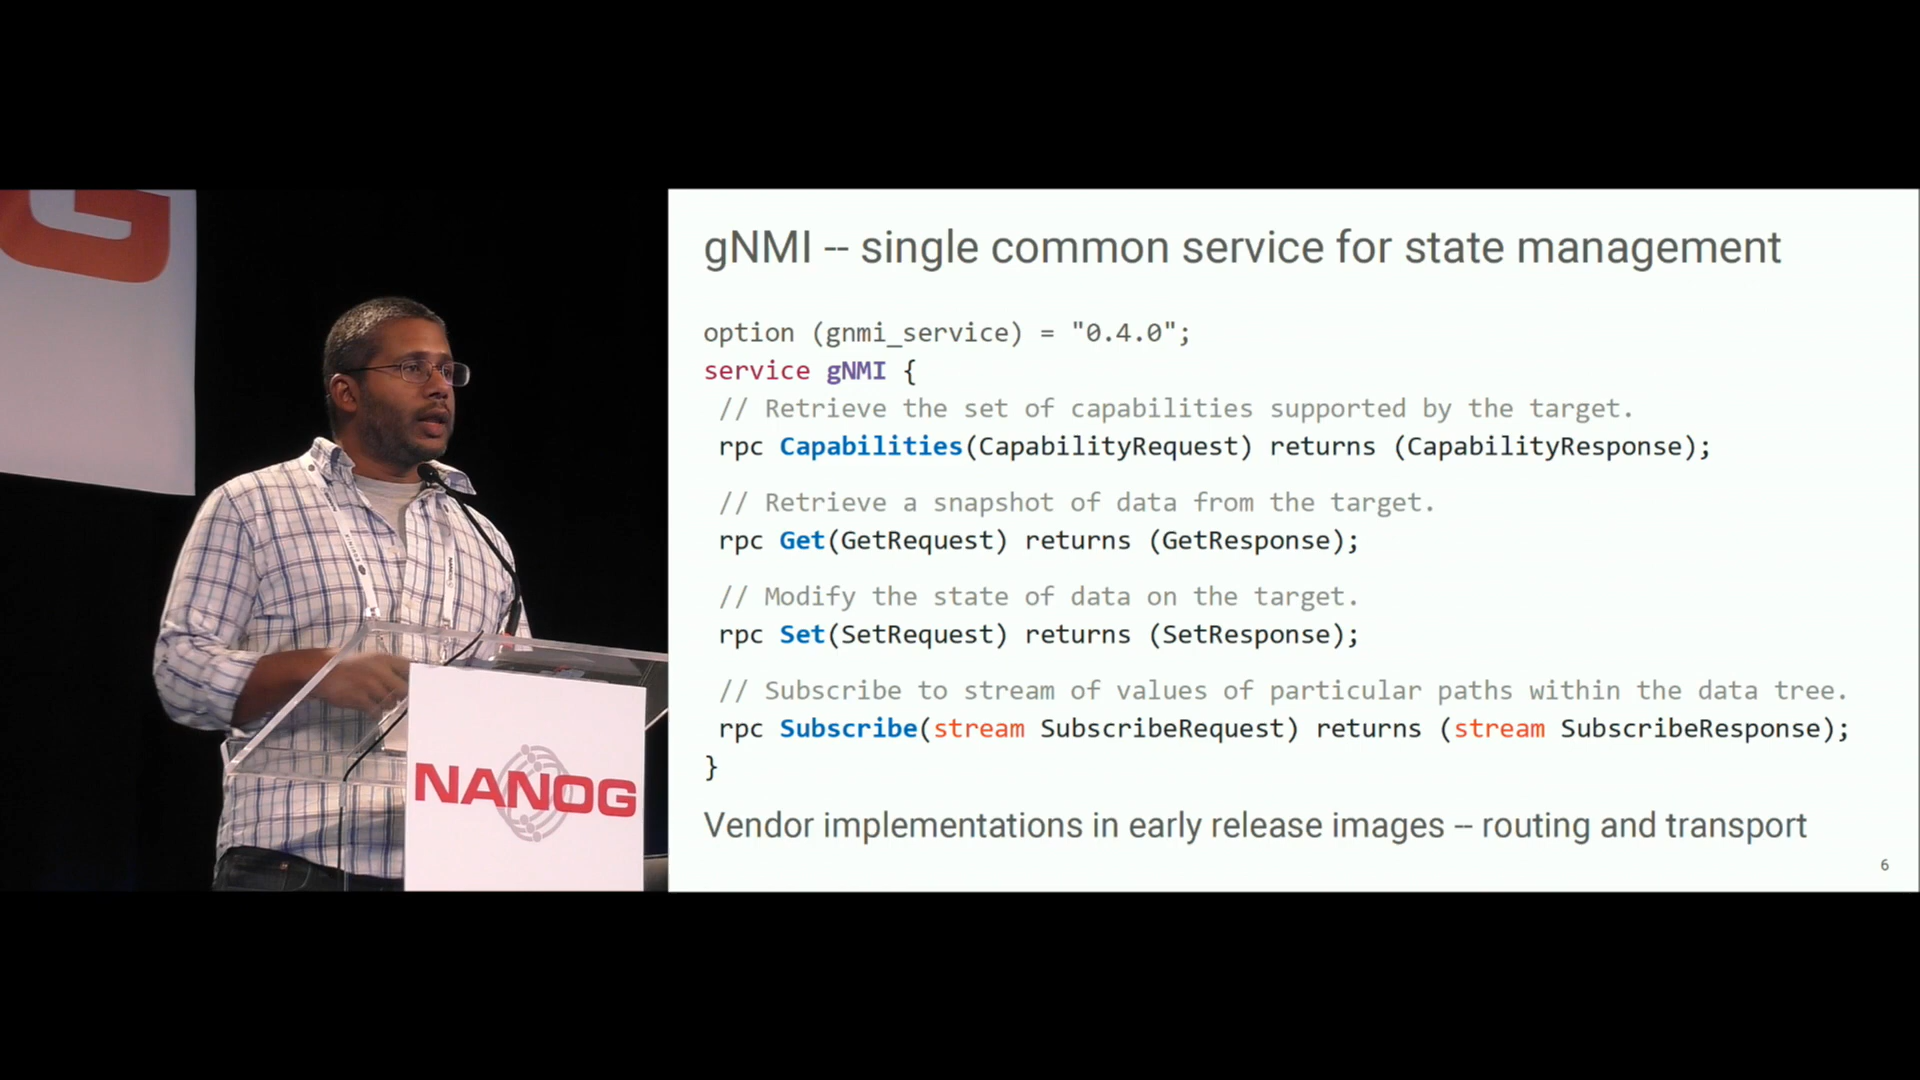 G
gNMI -- single common service for state management
option (gnmi_service) = "0.4.0";
service gNMI {
// Retrieve the set of capabilities supported by the target.
rpc Capabilities(CapabilityRequest) returns (CapabilityResponse);
// Retrieve a snapshot of data from the target.
rpc Get(GetRequest) returns (GetResponse);
// Modify the state of data on the target.
rpc Set(SetRequest) returns (SetResponse);
// Subscribe to stream of values of particular paths within the data tree.
rpc Subscribe(stream SubscribeRequest) returns (stream SubscribeResponse);
}
Vendor implementations in early release images -- routing and transport
6
NANOG